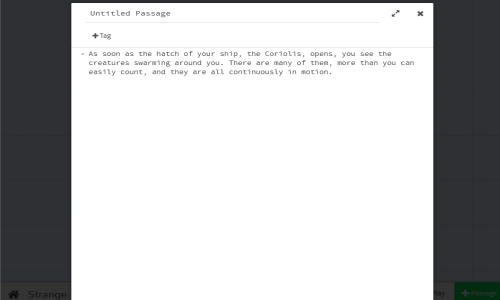 Untitled Passage
+Tag
- As soon as the hatch of your ship, the Coriolis, opens, you see the
creatures swarming around you. There are many of them, more than you can
easily count, and they are all continuously in motion.
Strange